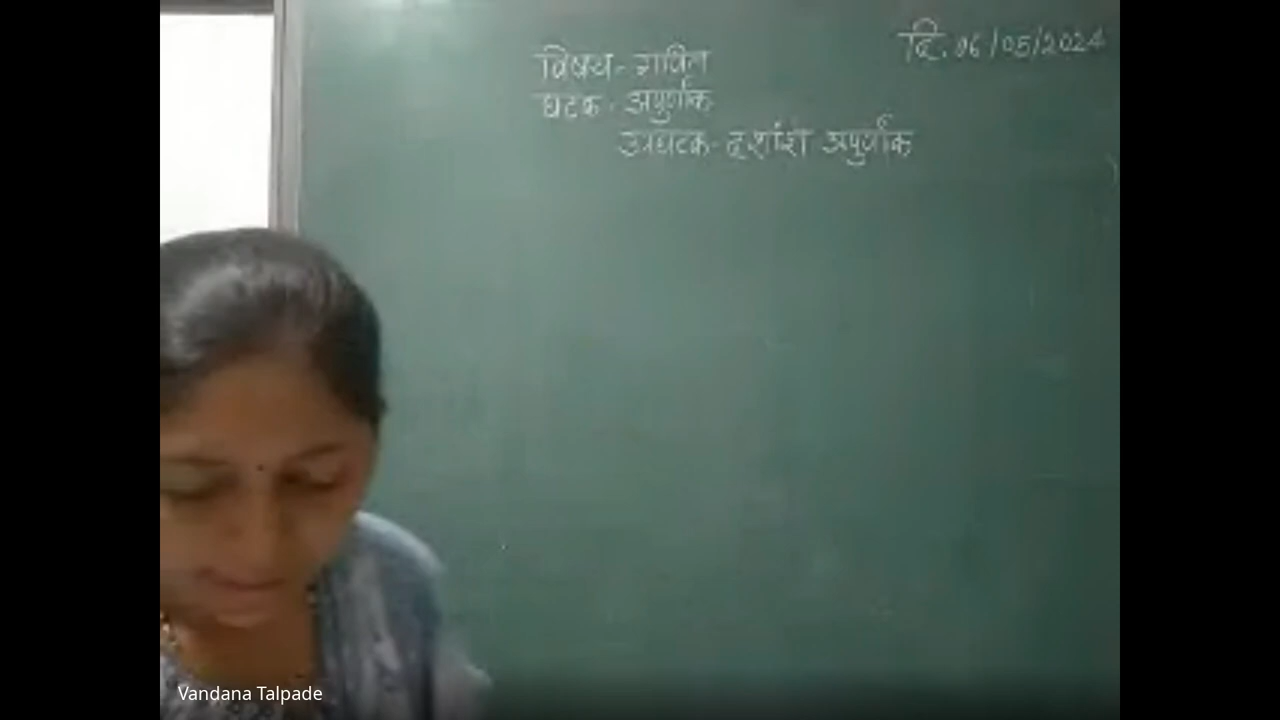 दि. 06/05/2024
विषय - गणित
घटक - अपुर्णांक
उपघटक - दशांश अपुर्णांक
Vandana Talpade